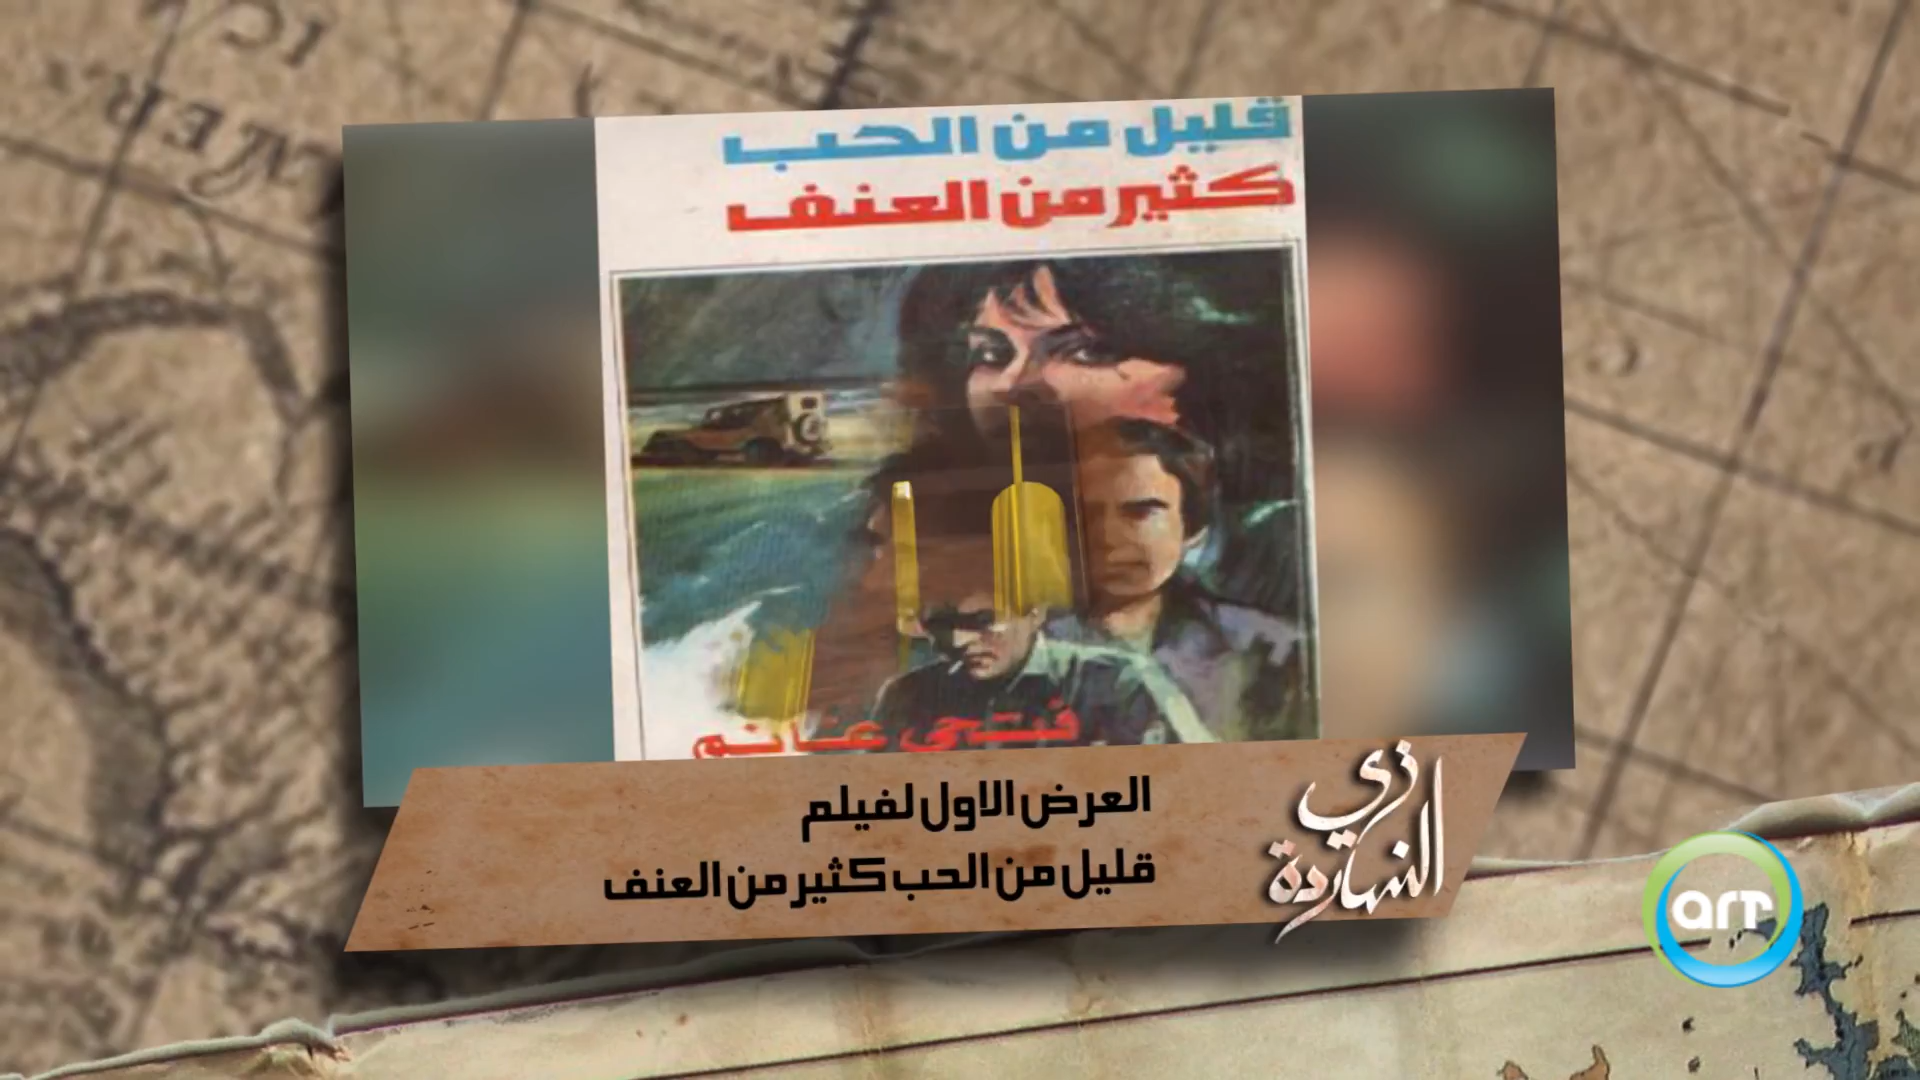 قليل من الحب
كثير من العنف
فتحي غانم
العرض الاول لفيلم
قليل من الحب كثير من العنف
زي النهاردة
art